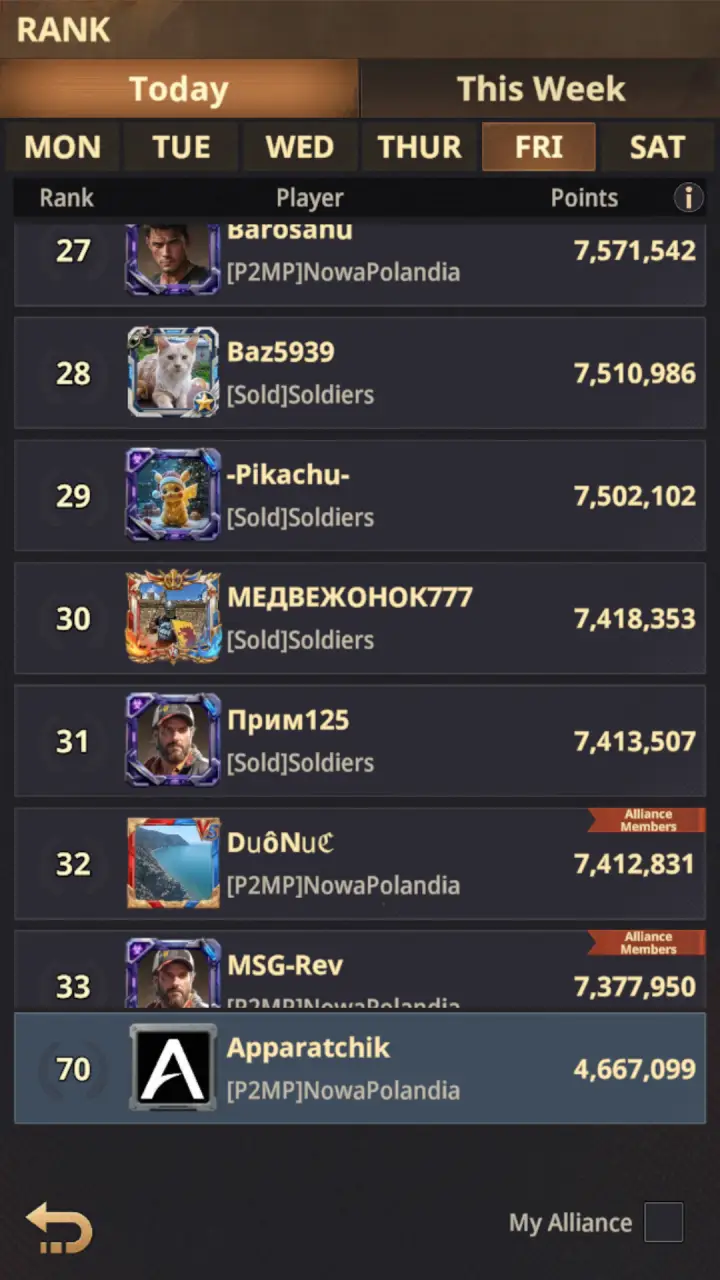 RANK
Today This Week
MON TUE WED THUR FRI SAT
Rank Player Points
27 Barosanu 7,571,542
[P2MP]NowaPolandia
28 Baz5939 7,510,986
[Sold]Soldiers
29 -Pikachu- 7,502,102
[Sold]Soldiers
30 МЕДВЕЖОНОК777 7,418,353
[Sold]Soldiers
31 Прим125 7,413,507
[Sold]Soldiers
Alliance
Members
32 DuôNuℭ 7,412,831
[P2MP]NowaPolandia
Alliance
Members
33 MSG-Rev 7,377,950
[P2MP]NowaPolandia
70 Apparatchik 4,667,099
[P2MP]NowaPolandia
My Alliance